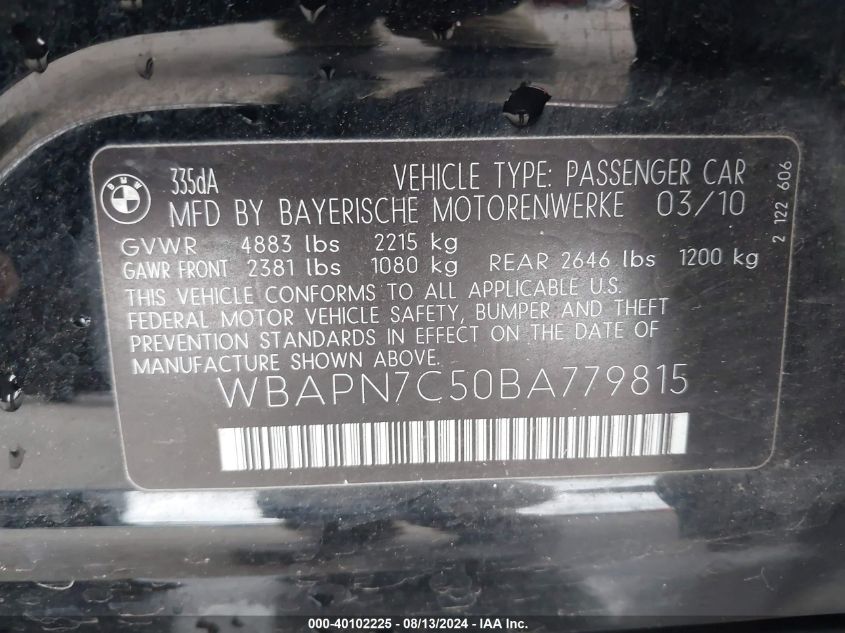 BMW
335dA VEHICLE TYPE: PASSENGER CAR
MFD BY BAYERISCHE MOTORENWERKE 03/10
GVWR 4883 lbs 2215 kg
GAWR FRONT 2381 lbs 1080 kg REAR 2646 lbs 1200 kg
THIS VEHICLE CONFORMS TO ALL APPLICABLE U.S.
FEDERAL MOTOR VEHICLE SAFETY, BUMPER AND THEFT
PREVENTION STANDARDS IN EFFECT ON THE DATE OF
MANUFACTURE SHOWN ABOVE.
WBAPN7C50BA779815
2 122 606
000-40102225 - 08/13/2024 - IAA Inc.